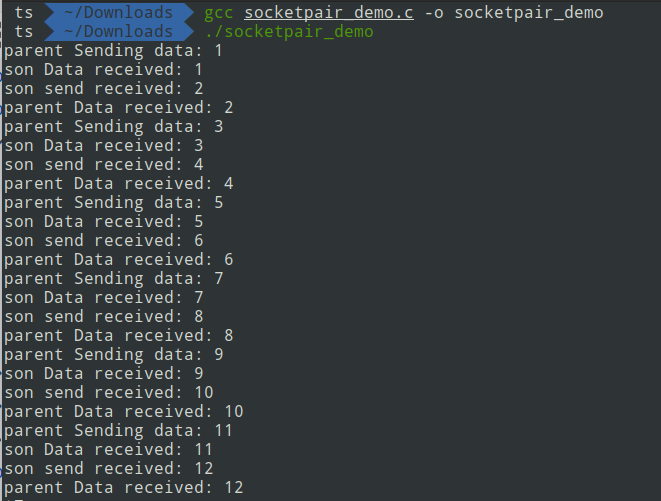 ts ~/Downloads gcc socketpair_demo.c -o socketpair_demo
ts ~/Downloads ./socketpair_demo
parent Sending data: 1
son Data received: 1
son send received: 2
parent Data received: 2
parent Sending data: 3
son Data received: 3
son send received: 4
parent Data received: 4
parent Sending data: 5
son Data received: 5
son send received: 6
parent Data received: 6
parent Sending data: 7
son Data received: 7
son send received: 8
parent Data received: 8
parent Sending data: 9
son Data received: 9
son send received: 10
parent Data received: 10
parent Sending data: 11
son Data received: 11
son send received: 12
parent Data received: 12